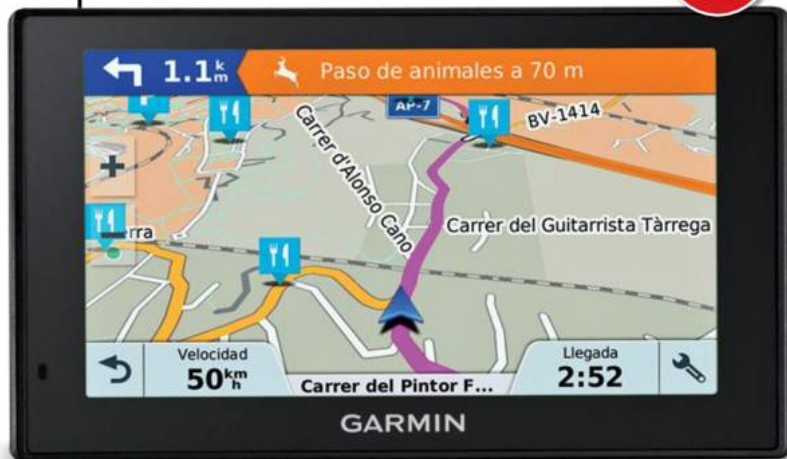 1.1 km
Paso de animales a 70 m
AP-7
BV-1414
Carrer d'Alonso Cano
Carrer del Guitarrista Tàrrega
erra
Velocidad
50 km h
Carrer del Pintor F...
Llegada
2:52
GARMIN